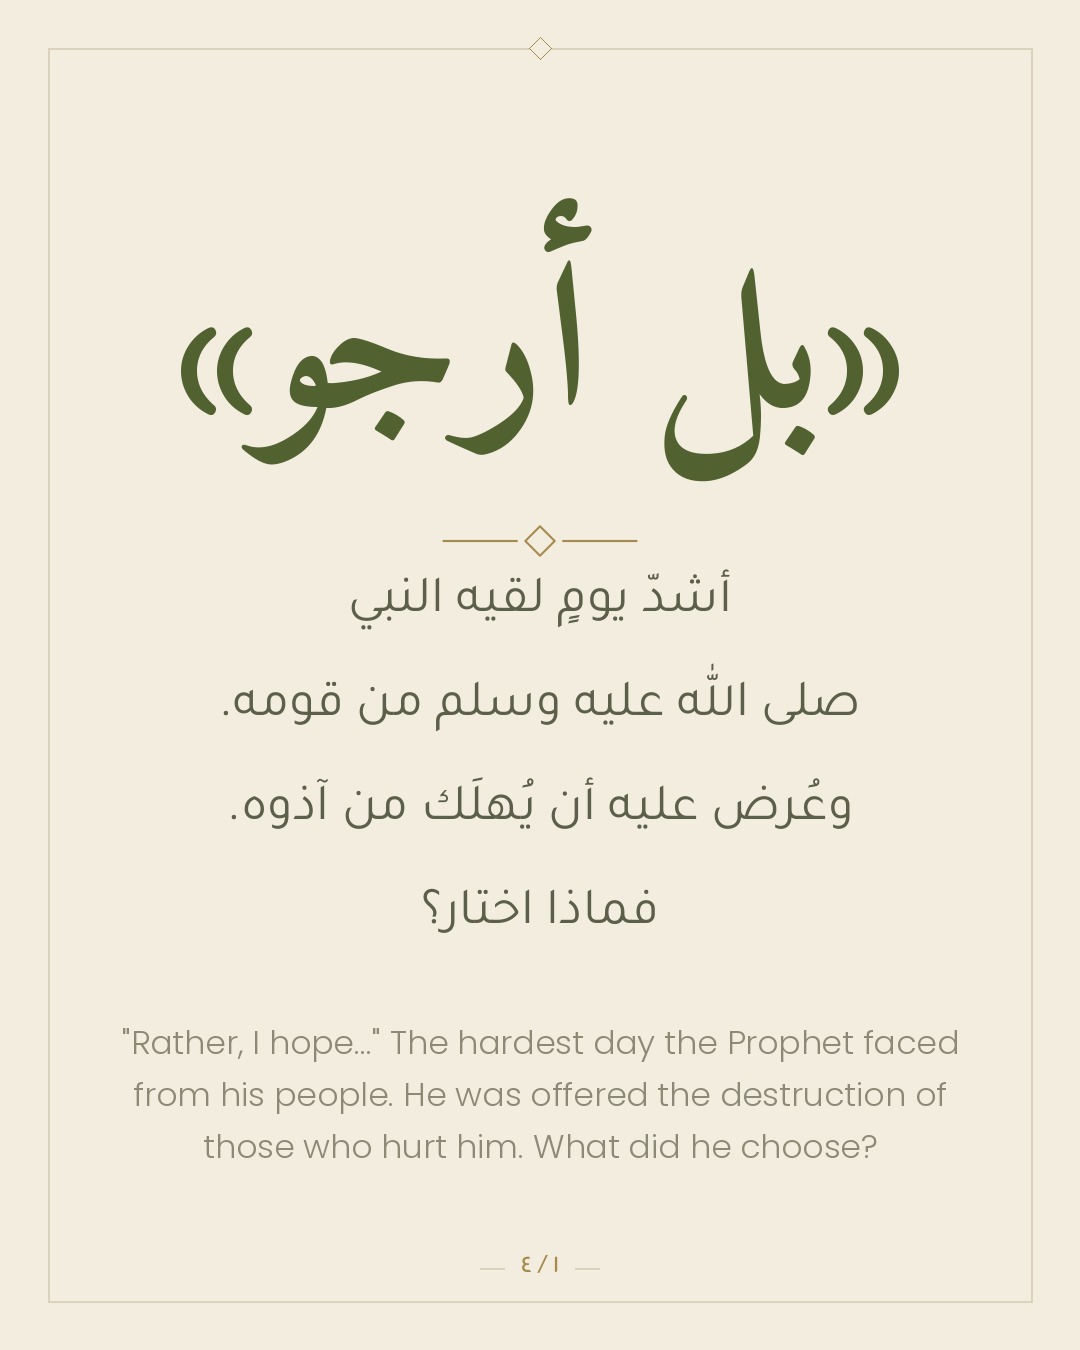 «بل أرجو»
أشدّ يومٍ لقيه النبي
صلى الله عليه وسلم من قومه.
وعُرض عليه أن يُهلَك من آذوه.
فماذا اختار؟
"Rather, I hope..." The hardest day the Prophet faced
from his people. He was offered the destruction of
those who hurt him. What did he choose?
١ / ٤